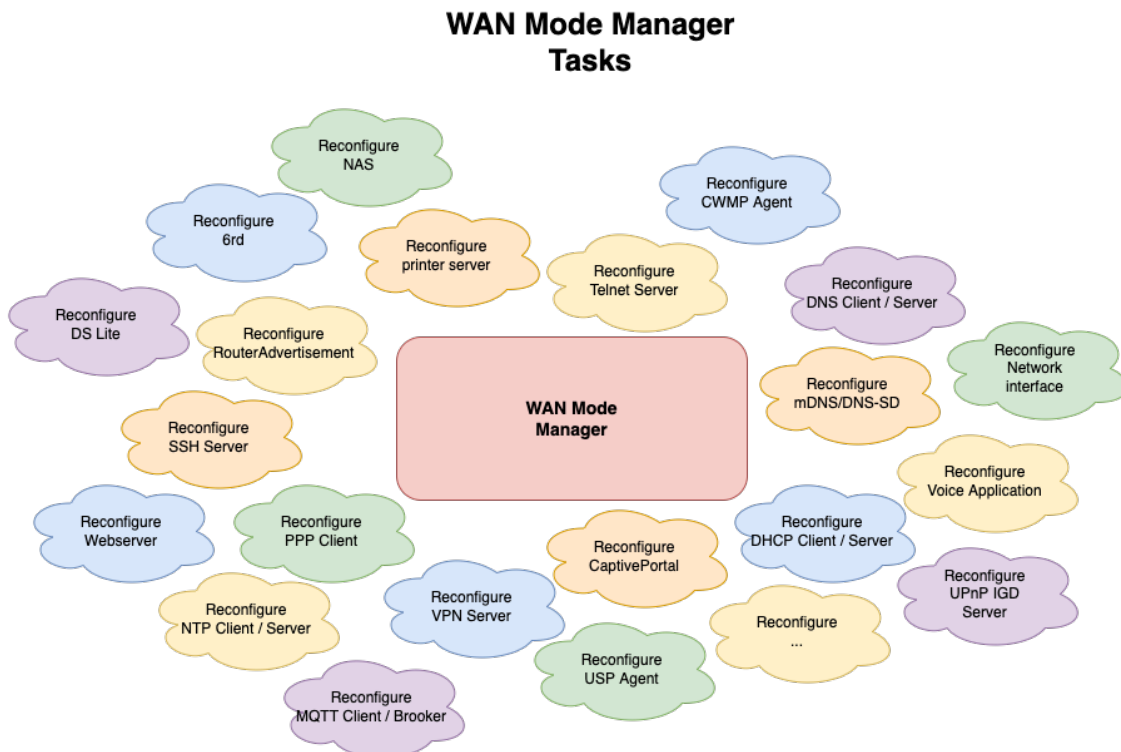 WAN Mode Manager
Tasks
Reconfigure
NAS
Reconfigure
CWMP Agent
Reconfigure
6rd
Reconfigure
printer server
Reconfigure
Telnet Server
Reconfigure
DNS Client / Server
Reconfigure
DS Lite
Reconfigure
RouterAdvertisement
Reconfigure
Network
interface
Reconfigure
mDNS/DNS-SD
WAN Mode
Manager
Reconfigure
SSH Server
Reconfigure
Voice Application
Reconfigure
Webserver
Reconfigure
PPP Client
Reconfigure
CaptivePortal
Reconfigure
DHCP Client / Server
Reconfigure
UPnP IGD
Server
Reconfigure
NTP Client / Server
Reconfigure
VPN Server
Reconfigure
...
Reconfigure
USP Agent
Reconfigure
MQTT Client / Brooker